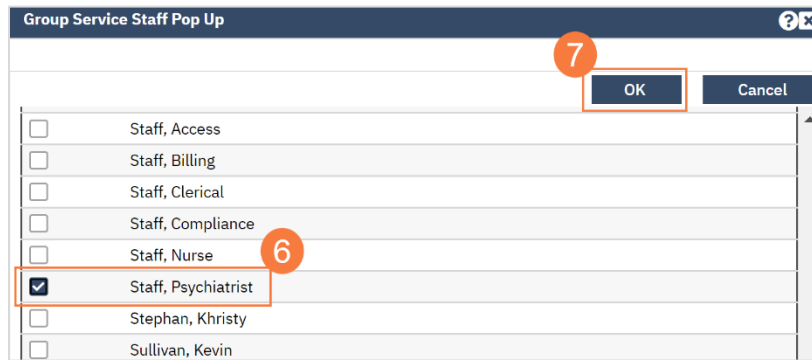 Group Service Staff Pop Up
7
OK Cancel
Staff, Access
Staff, Billing
Staff, Clerical
Staff, Compliance
Staff, Nurse
6
Staff, Psychiatrist
Stephan, Khristy
Sullivan, Kevin